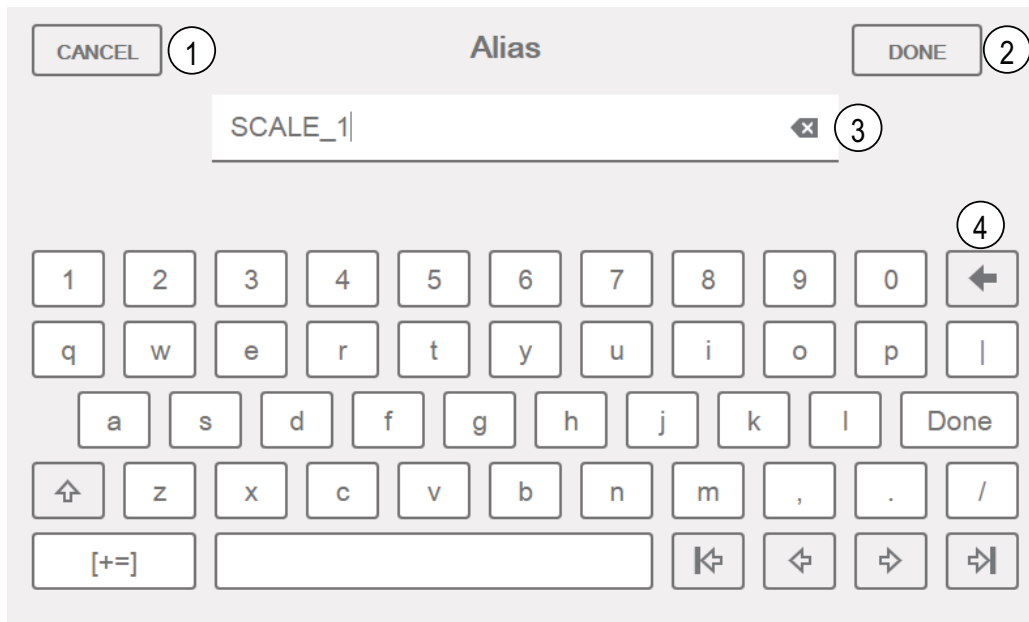 CANCEL 1 Alias DONE 2
SCALE_1 3
4
1 2 3 4 5 6 7 8 9 0
q w e r t y u i o p |
a s d f g h j k l Done
z x c v b n m , . /
[+=]